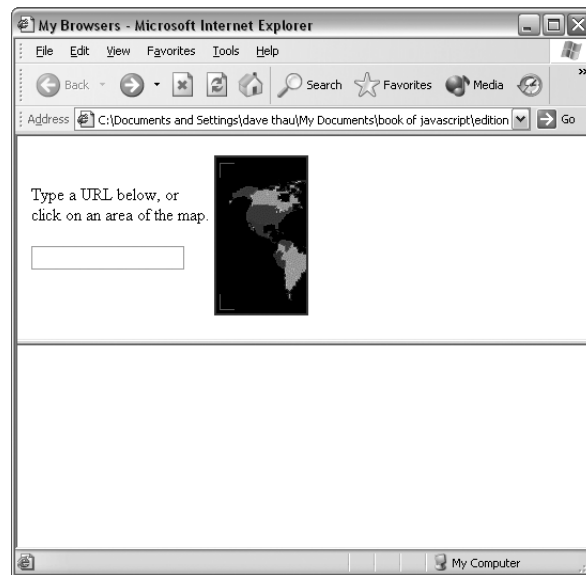 My Browsers - Microsoft Internet Explorer
File Edit View Favorites Tools Help
Back Search Favorites Media »
Address C:\Documents and Settings\dave thau\My Documents\book of javascript\edition Go
Type a URL below, or
click on an area of the map.
My Computer